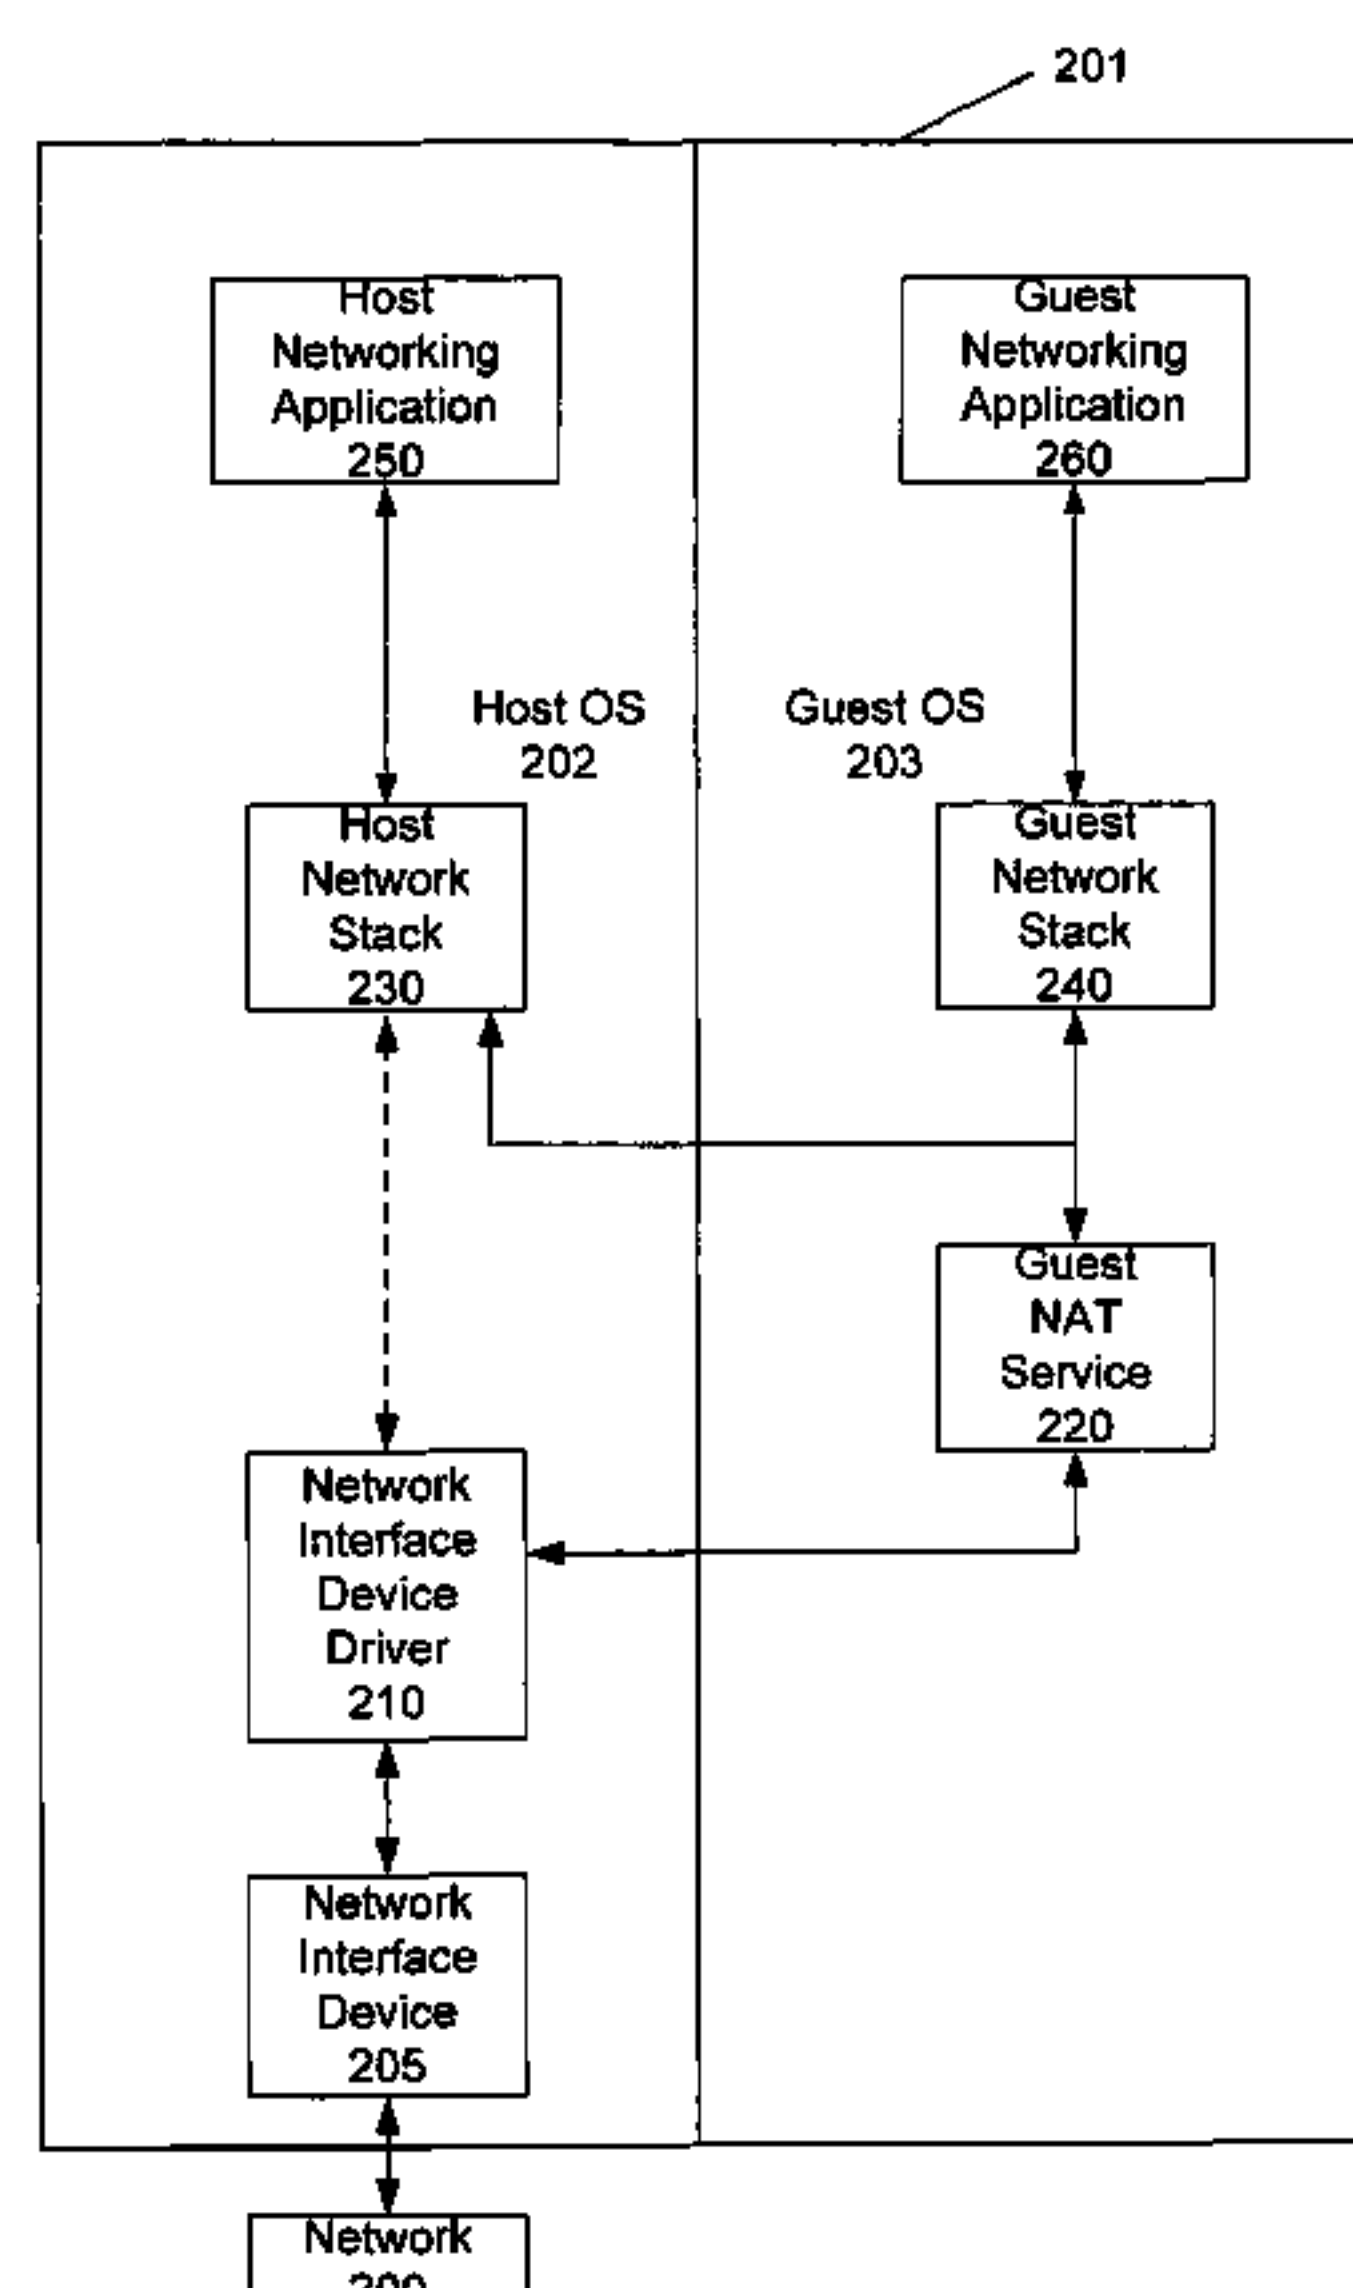 201
Host
Networking
Application
250
Guest
Networking
Application
260
Host OS
202
Guest OS
203
Host
Network
Stack
230
Guest
Network
Stack
240
Guest
NAT
Service
220
Network
Interface
Device
Driver
210
Network
Interface
Device
205
Network